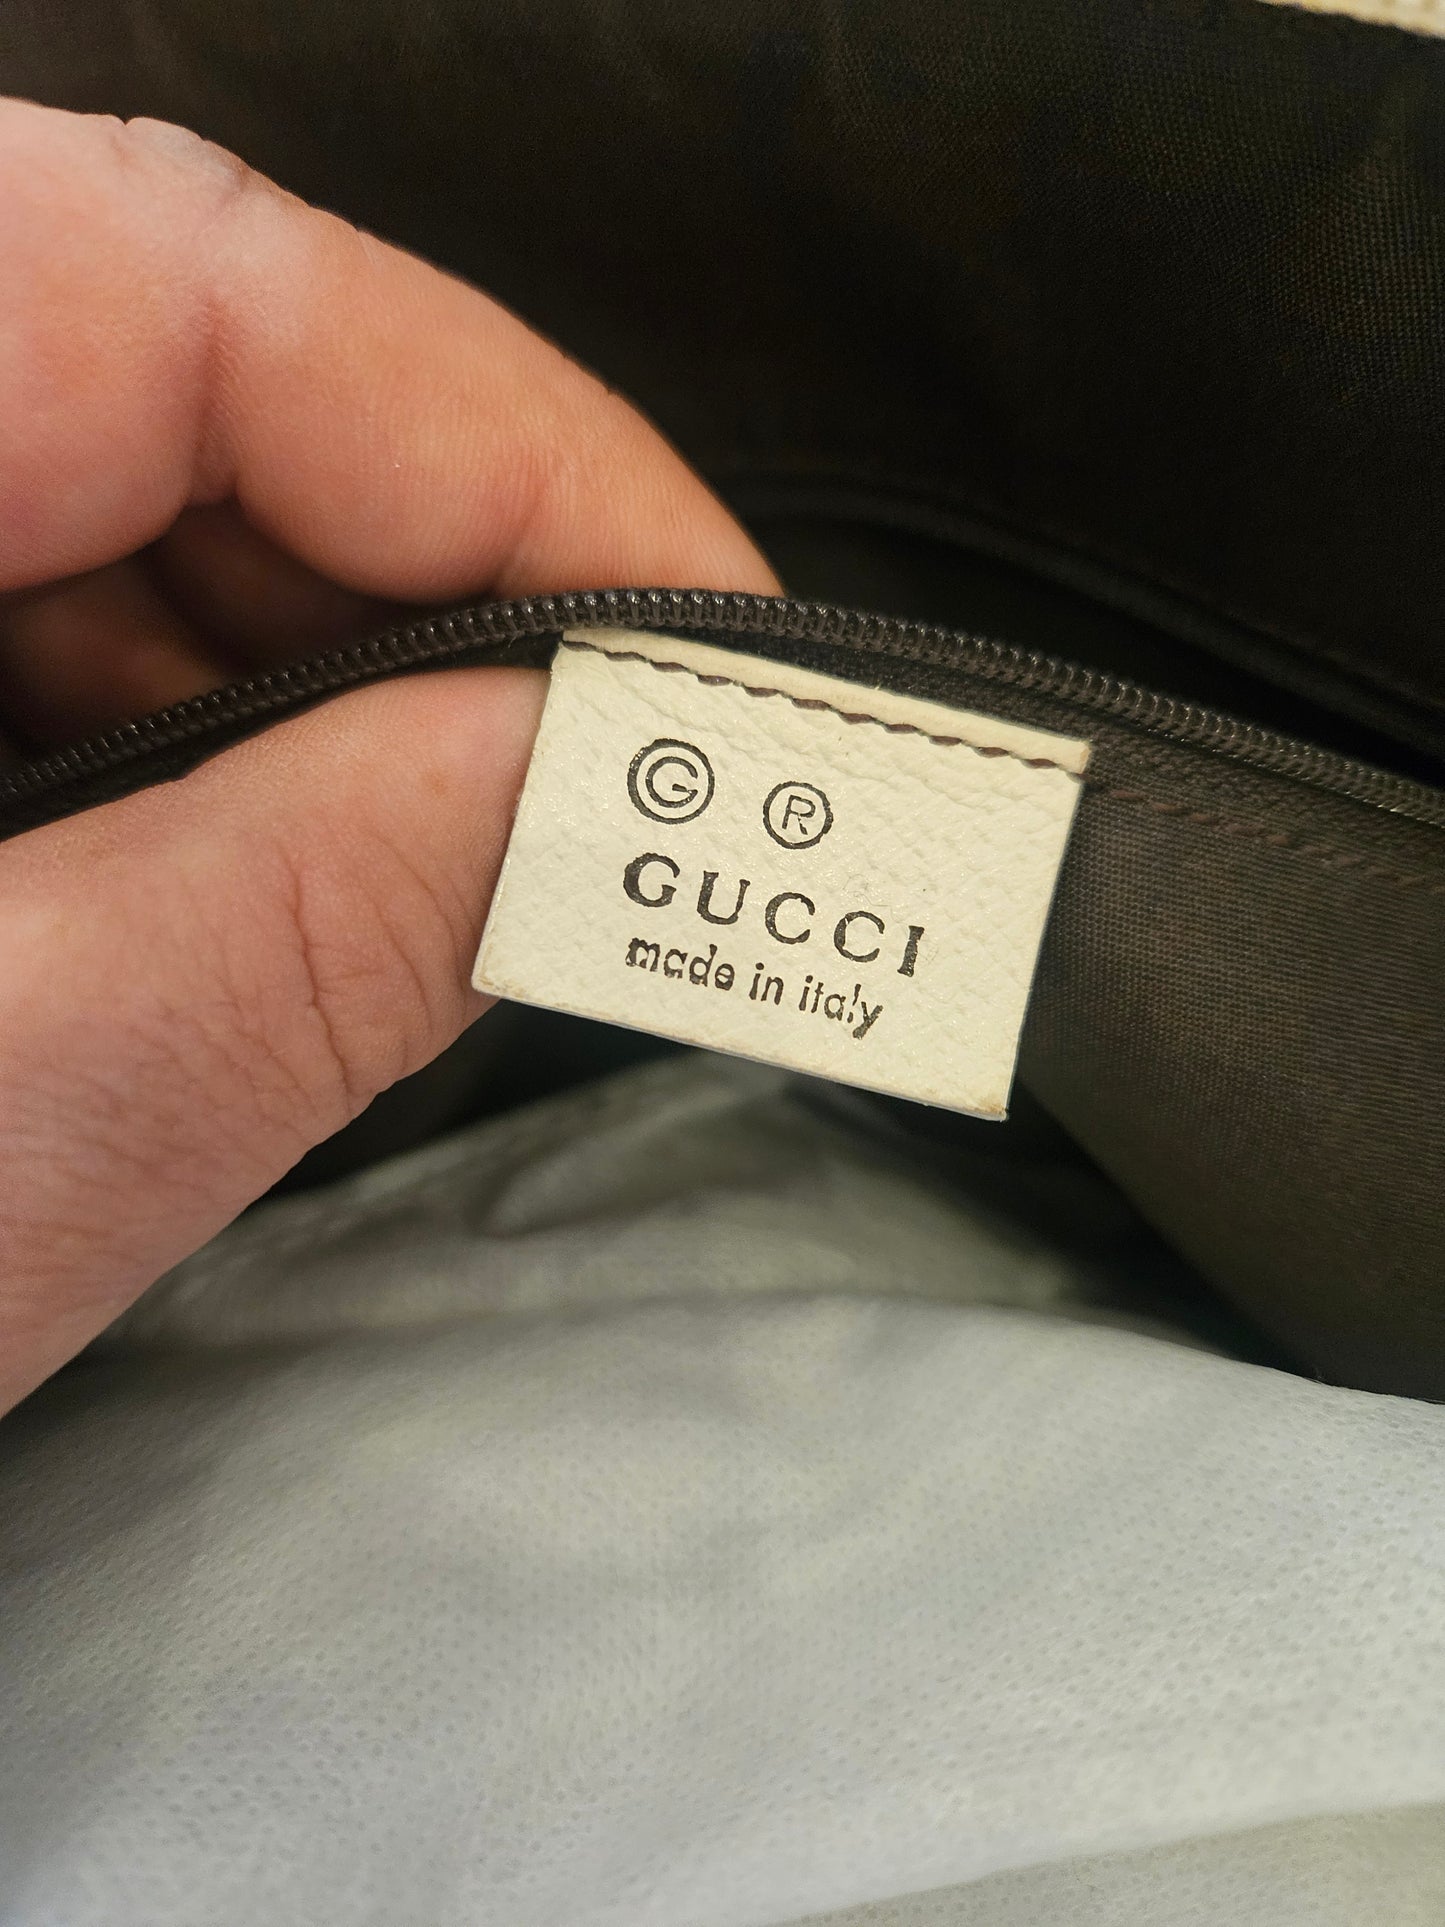 Ⓖ ®
GUCCI
made in italy